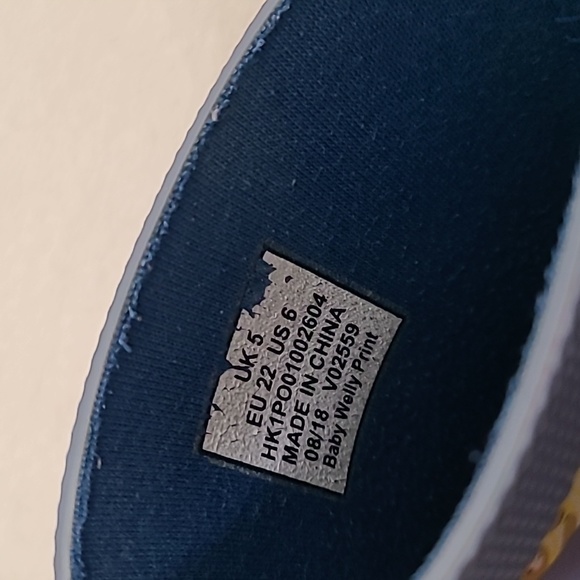 UK 5
EU 22 US 6
HK1PO01002604
MADE IN CHINA
08/18 V02559
Baby Welly Print